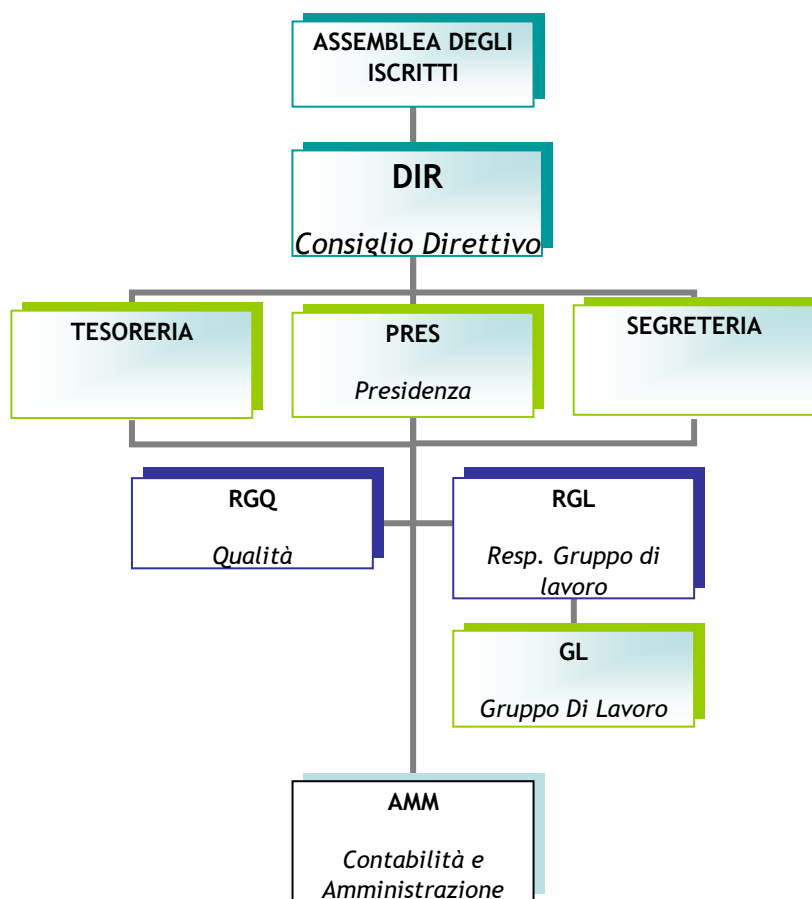 ASSEMBLEA DEGLI
ISCRITTI
DIR
Consiglio Direttivo
TESORERIA
PRES
Presidenza
SEGRETERIA
RGQ
Qualità
RGL
Resp. Gruppo di
lavoro
GL
Gruppo Di Lavoro
AMM
Contabilità e
Amministrazione